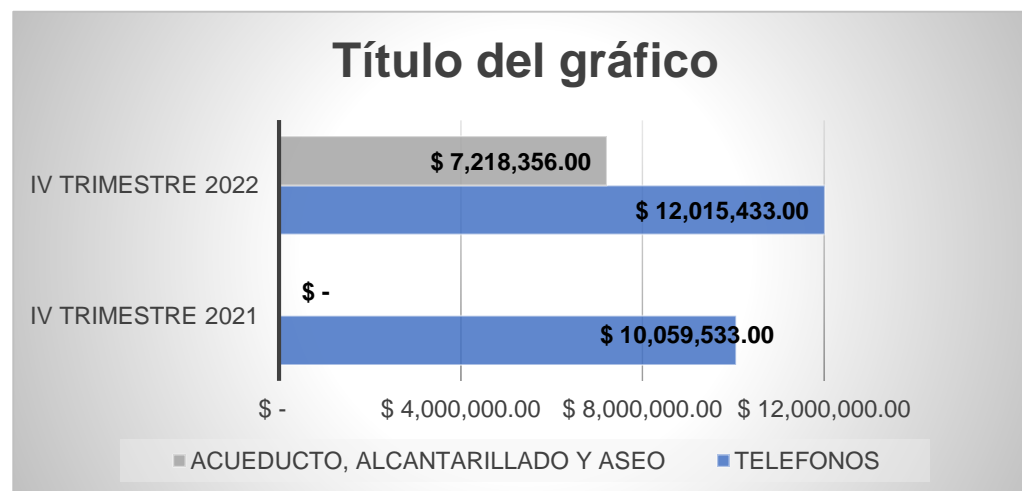 Título del gráfico
$ 7,218,356.00
IV TRIMESTRE 2022
$ 12,015,433.00
$ -
IV TRIMESTRE 2021
$ 10,059,533.00
$ - $ 4,000,000.00 $ 8,000,000.00 $ 12,000,000.00
ACUEDUCTO, ALCANTARILLADO Y ASEO TELEFONOS